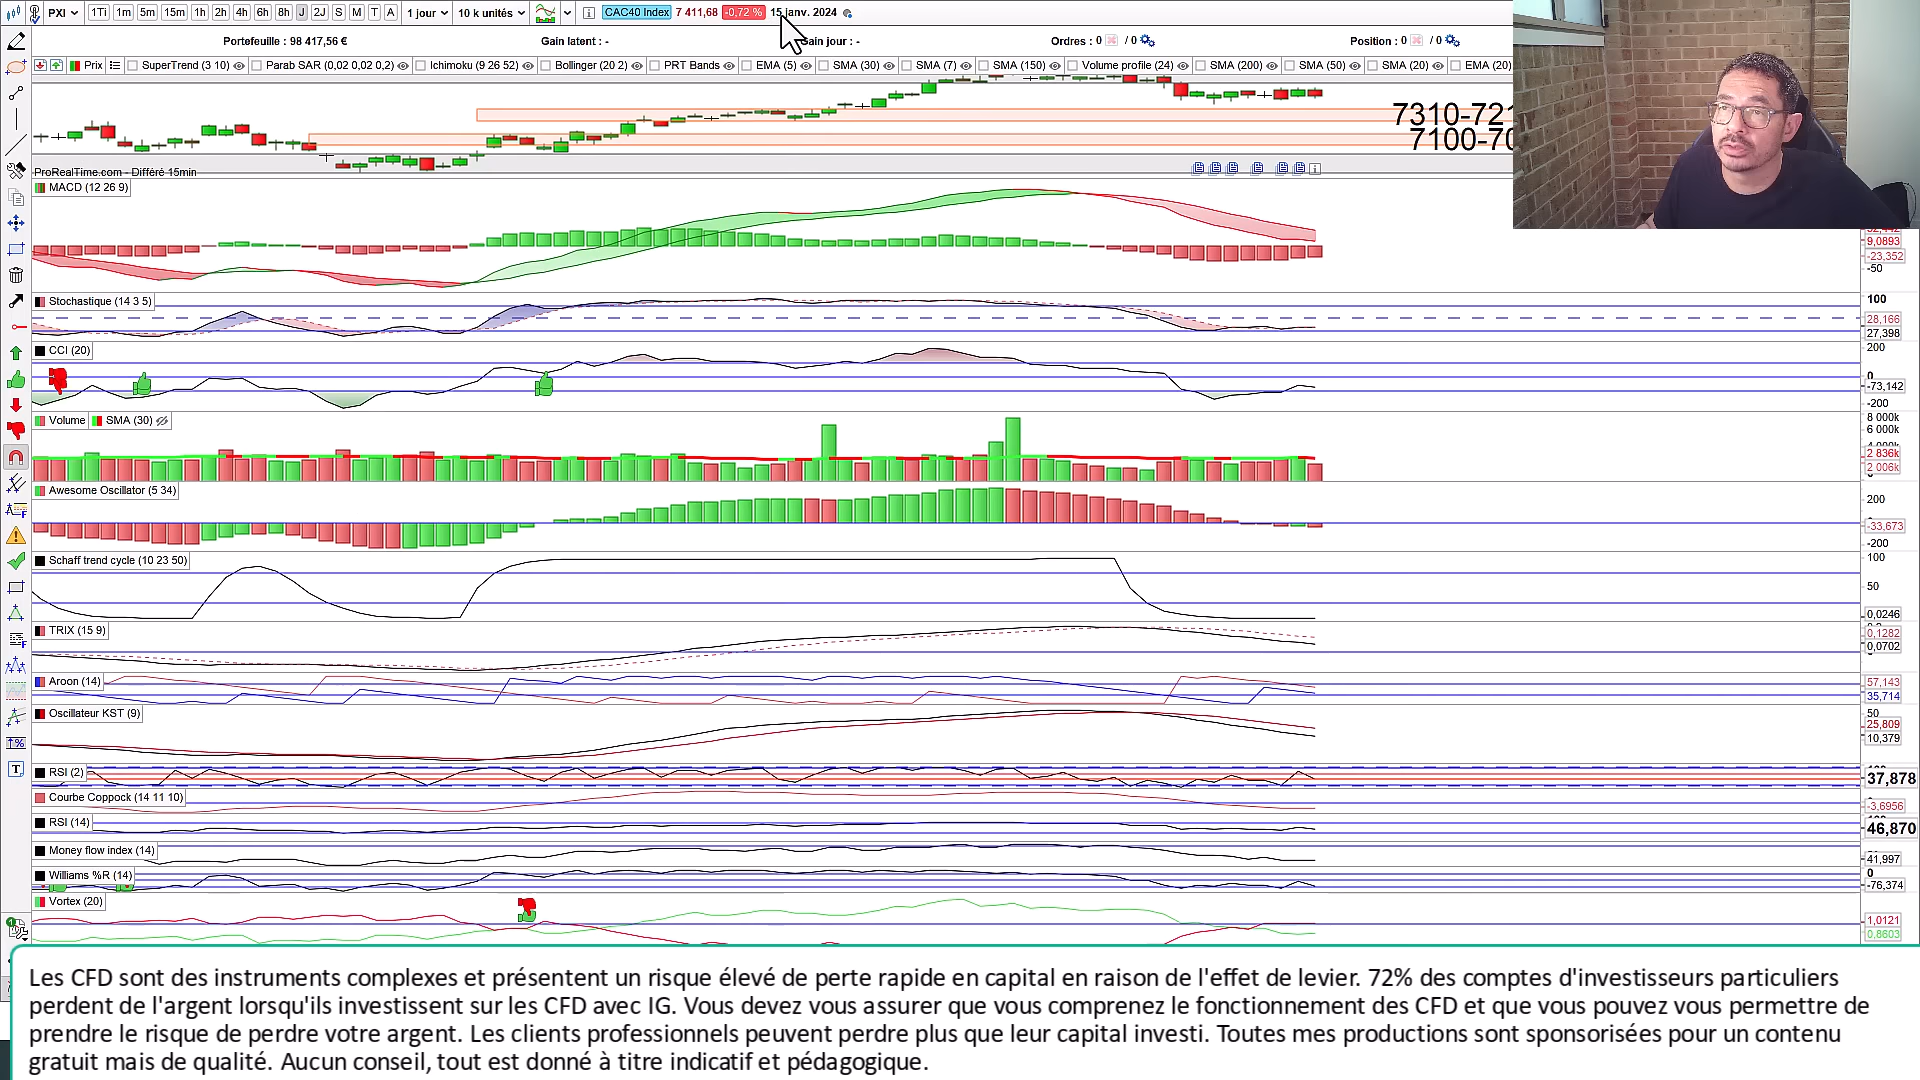 PXI 1Ti 1m 5m 15m 1h 2h 4h 6h 8h J 2J S M T A 1 jour 10 k unités CAC40 Index 7 411,68 -0,72 % 15 janv. 2024
Portefeuille : 98 417,56 € Gain latent : - Gain jour : - Ordres : 0 / 0 Position : 0 / 0
Prix SuperTrend (3 10) Parab SAR (0,02 0,02 0,2) Ichimoku (9 26 52) Bollinger (20 2) PRT Bands EMA (5) SMA (30) SMA (7) SMA (150) Volume profile (24) SMA (200) SMA (50) SMA (20) EMA (20)
7310-72
7100-70
ProRealTime.com - Différé 15min
MACD (12 26 9)
9,0893
-23,352
-50
Stochastique (14 3 5)
100
28,166
27,398
CCI (20)
200
0
-73,142
-200
Volume SMA (30)
8 000k
6 000k
2 836k
2 006k
Awesome Oscillator (5 34)
200
-33,673
-200
Schaff trend cycle (10 23 50)
100
50
0,0246
TRIX (15 9)
0,1282
0,0702
Aroon (14)
57,143
35,714
Oscillateur KST (9)
50
25,809
10,379
RSI (2)
37,878
Courbe Coppock (14 11 10)
-3,6956
RSI (14)
46,870
Money flow index (14)
41,997
Williams %R (14)
0
-76,374
Vortex (20)
1,0121
0,8603
Les CFD sont des instruments complexes et présentent un risque élevé de perte rapide en capital en raison de l'effet de levier. 72% des comptes d'investisseurs particuliers
perdent de l'argent lorsqu'ils investissent sur les CFD avec IG. Vous devez vous assurer que vous comprenez le fonctionnement des CFD et que vous pouvez vous permettre de
prendre le risque de perdre votre argent. Les clients professionnels peuvent perdre plus que leur capital investi. Toutes mes productions sont sponsorisées pour un contenu
gratuit mais de qualité. Aucun conseil, tout est donné à titre indicatif et pédagogique.